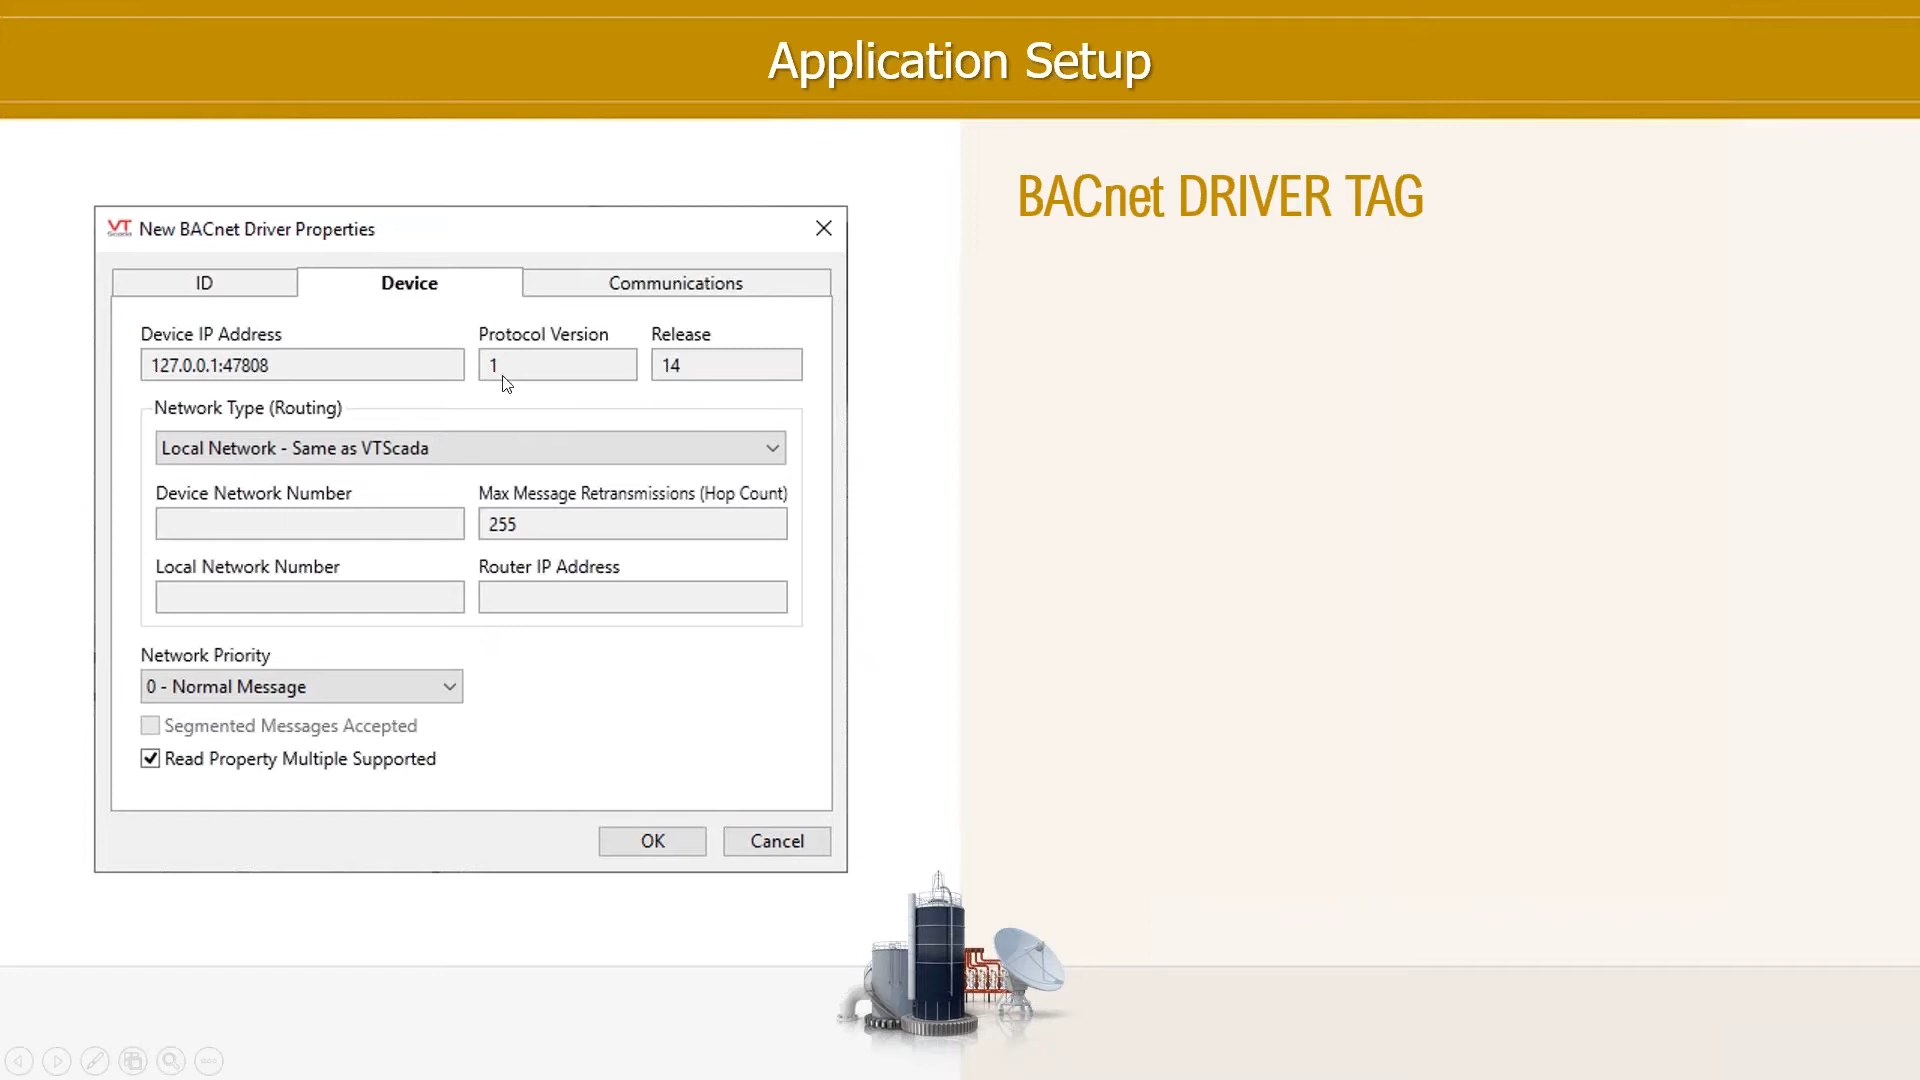 Application Setup
BACnet DRIVER TAG
VT
Scada
New BACnet Driver Properties
ID
Device
Communications
Device IP Address
Protocol Version
Release
127.0.0.1:47808
1
14
Network Type (Routing)
Local Network - Same as VTScada
Device Network Number
Max Message Retransmissions (Hop Count)
255
Local Network Number
Router IP Address
Network Priority
0 - Normal Message
Segmented Messages Accepted
Read Property Multiple Supported
OK
Cancel